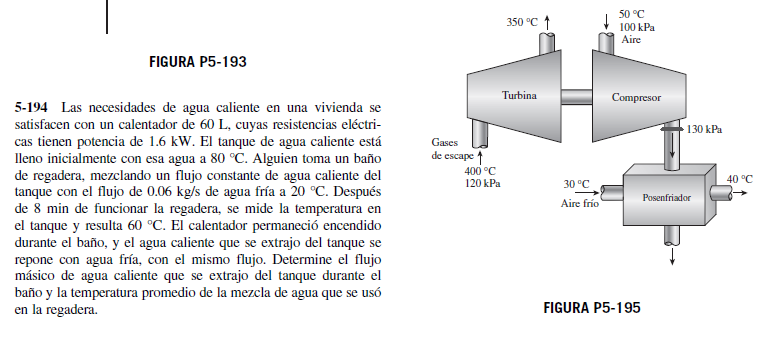 FIGURA P5-193
5-194 Las necesidades de agua caliente en una vivienda se
satisfacen con un calentador de 60 L, cuyas resistencias eléctri-
cas tienen potencia de 1.6 kW. El tanque de agua caliente está
lleno inicialmente con esa agua a 80 °C. Alguien toma un baño
de regadera, mezclando un flujo constante de agua caliente del
tanque con el flujo de 0.06 kg/s de agua fría a 20 °C. Después
de 8 min de funcionar la regadera, se mide la temperatura en
el tanque y resulta 60 °C. El calentador permaneció encendido
durante el baño, y el agua caliente que se extrajo del tanque se
repone con agua fría, con el mismo flujo. Determine el flujo
másico de agua caliente que se extrajo del tanque durante el
baño y la temperatura promedio de la mezcla de agua que se usó
en la regadera.
350 °C
50 °C
100 kPa
Aire
Turbina
Compresor
130 kPa
Gases
de escape
400 °C
120 kPa
30 °C
Aire frío
Posenfriador
40 °C
FIGURA P5-195